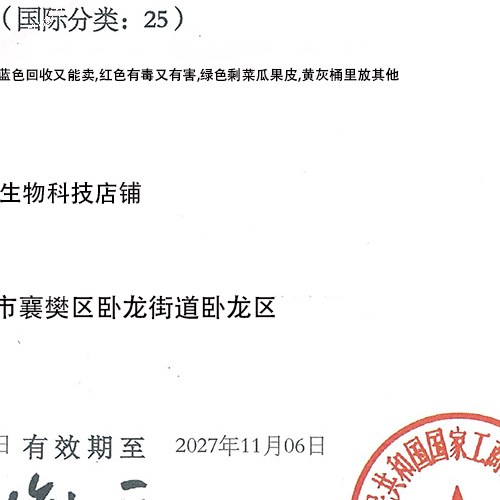 （国际分类：25）
蓝色回收又能卖,红色有毒又有害,绿色剩菜瓜果皮,黄灰桶里放其他
生物科技店铺
市襄樊区卧龙街道卧龙区
日 有效期至 2027年11月06日
民共和国国家工商